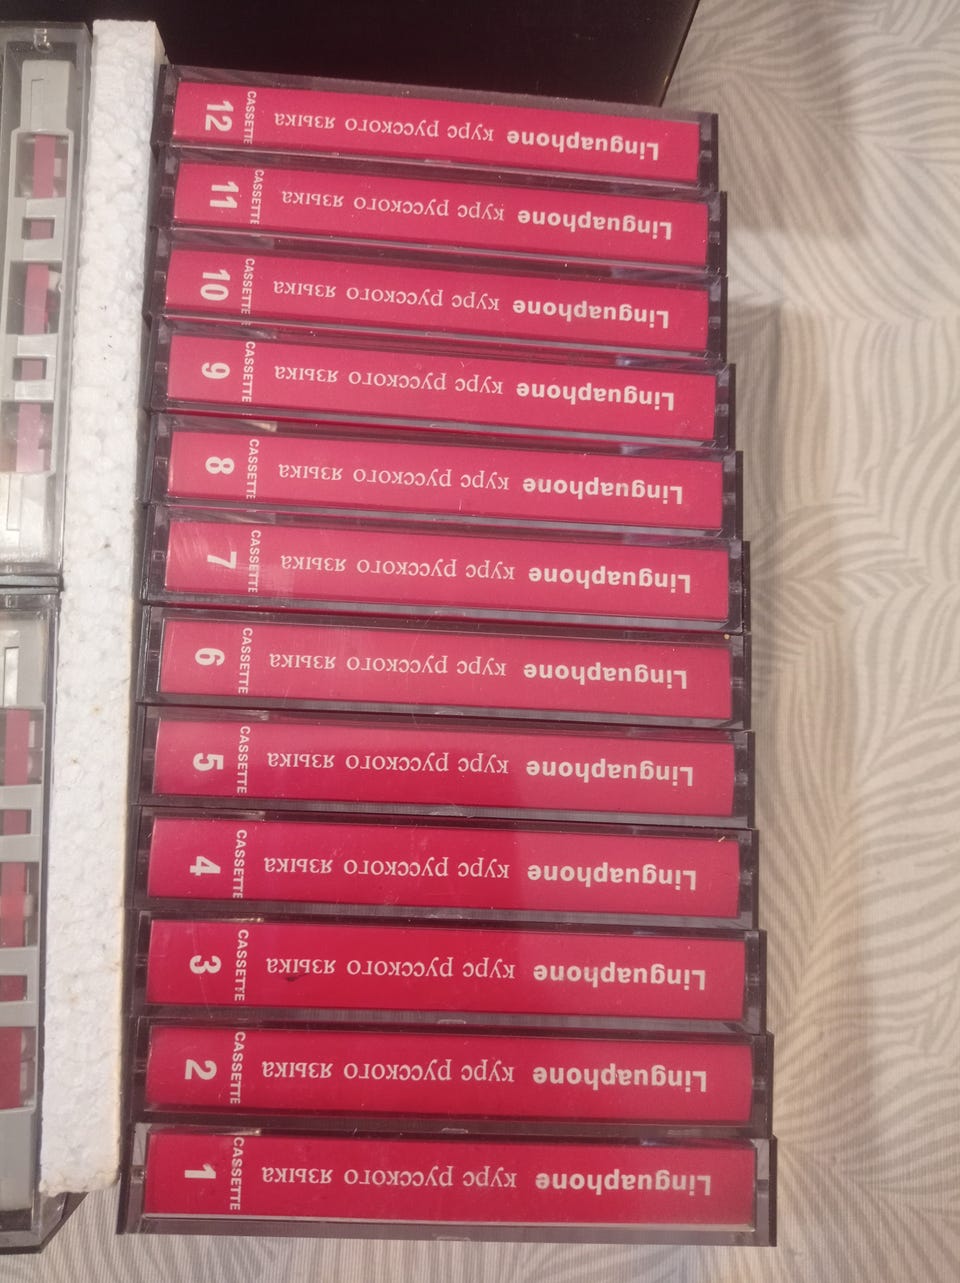 Linguaphone курс русского языка CASSETTE 12
Linguaphone курс русского языка CASSETTE 11
Linguaphone курс русского языка CASSETTE 10
Linguaphone курс русского языка CASSETTE 9
Linguaphone курс русского языка CASSETTE 8
Linguaphone курс русского языка CASSETTE 7
Linguaphone курс русского языка CASSETTE 6
Linguaphone курс русского языка CASSETTE 5
Linguaphone курс русского языка CASSETTE 4
Linguaphone курс русского языка CASSETTE 3
Linguaphone курс русского языка CASSETTE 2
Linguaphone курс русского языка CASSETTE 1